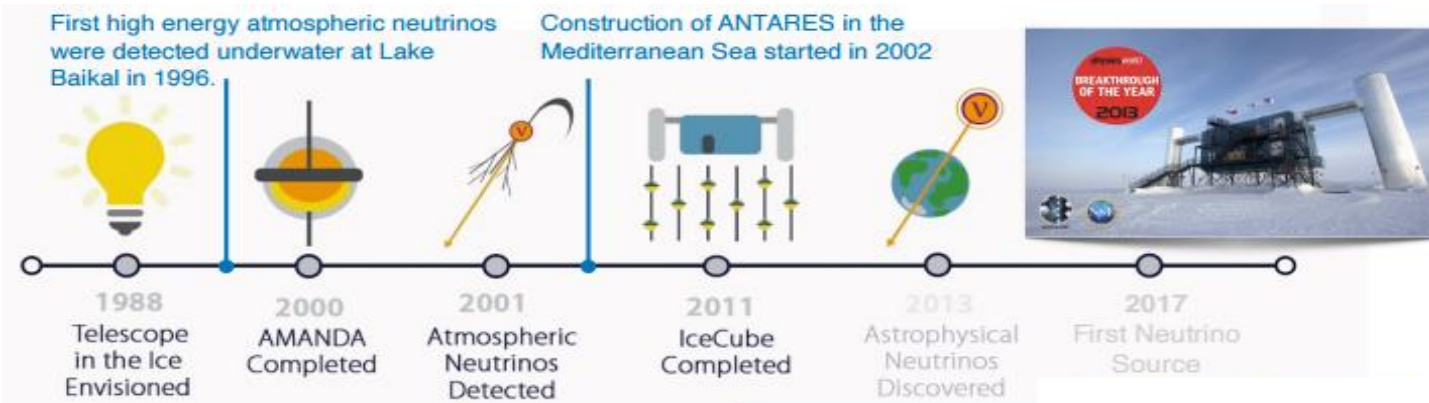 First high energy atmospheric neutrinos
were detected underwater at Lake
Baikal in 1996.
Construction of ANTARES in the
Mediterranean Sea started in 2002
physicsworld
BREAKTHROUGH
OF THE YEAR
2013
V
V
1988
Telescope
in the Ice
Envisioned
2000
AMANDA
Completed
2001
Atmospheric
Neutrinos
Detected
2011
IceCube
Completed
2013
Astrophysical
Neutrinos
Discovered
2017
First Neutrino
Source